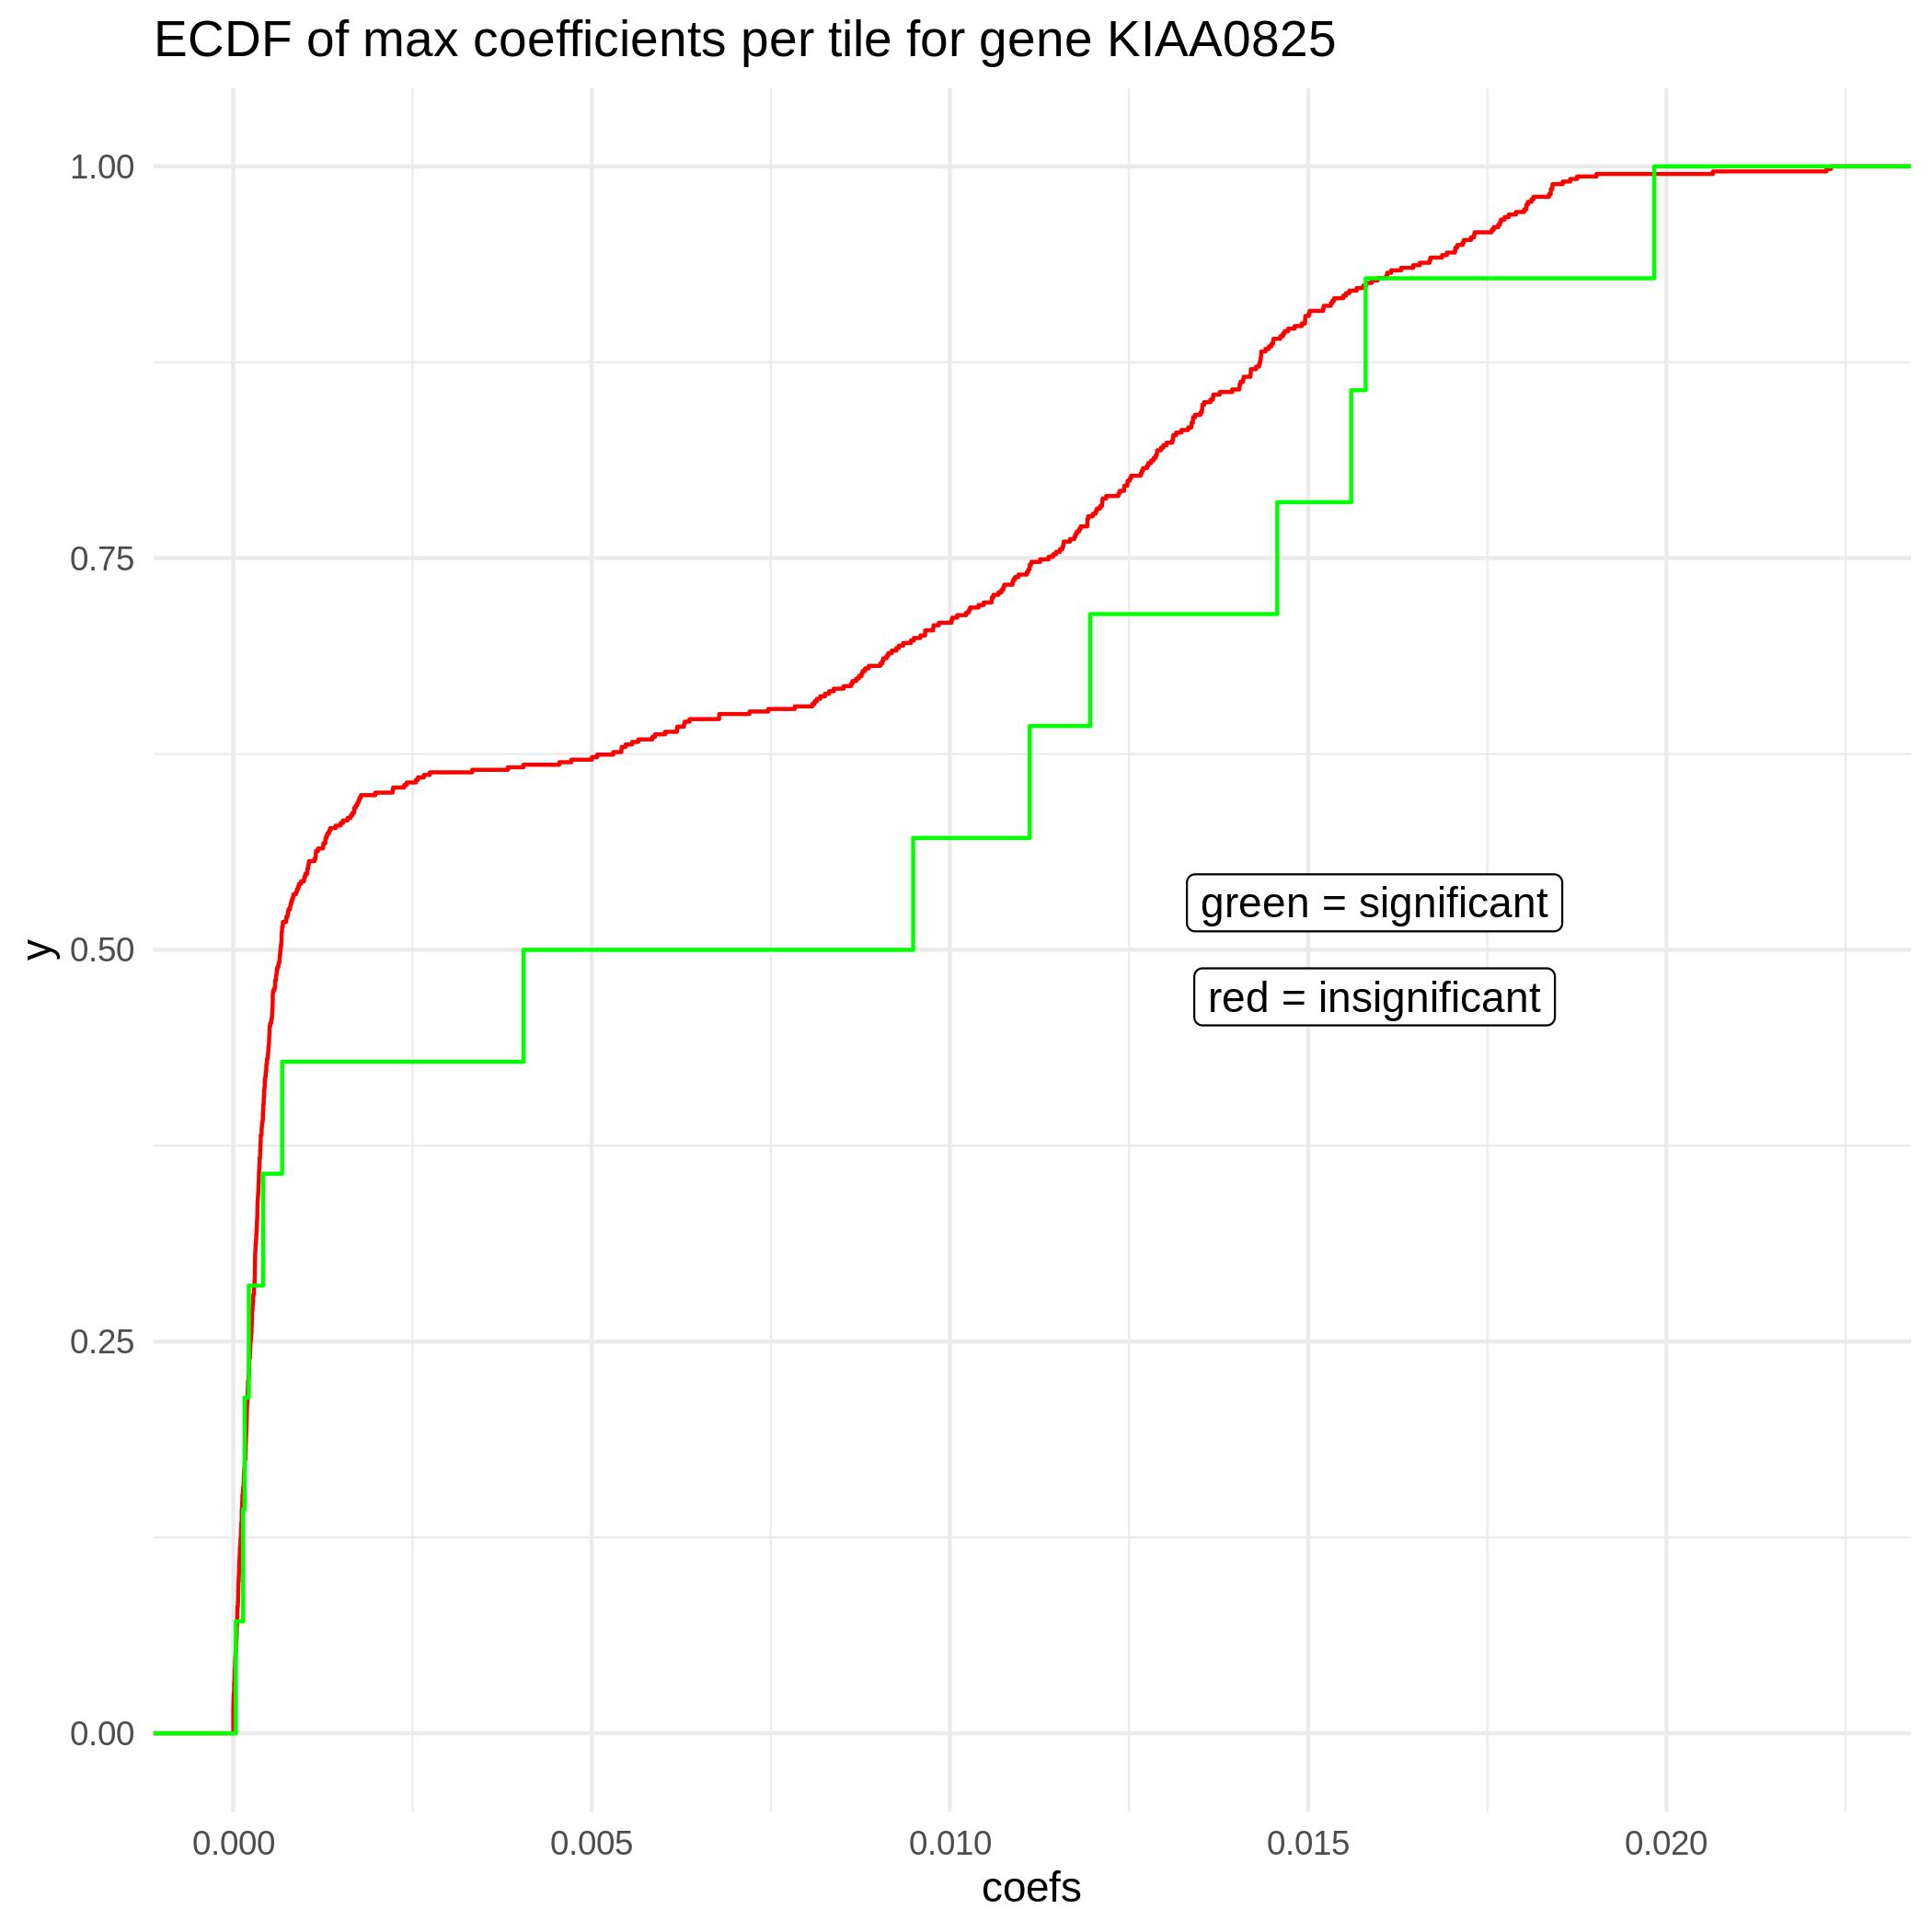 ECDF of max coefficients per tile for gene KIAA0825
1.00
0.75
0.50
0.25
0.00
y
green = significant
red = insignificant
0.000 0.005 0.010 0.015 0.020
coefs